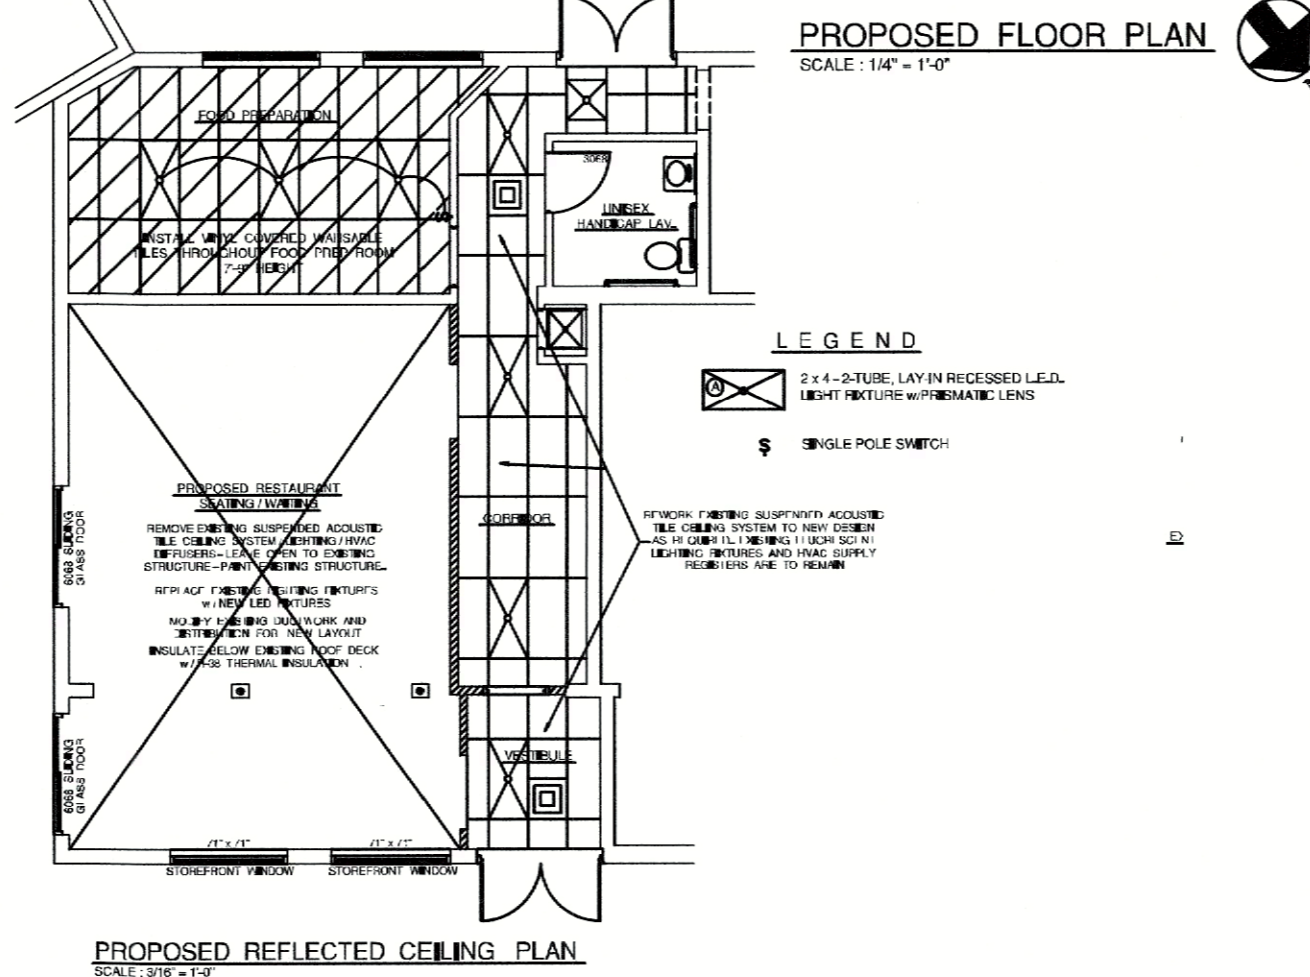 PROPOSED FLOOR PLAN
SCALE : 1/4" = 1'-0"
FOOD PREPARATION
3068
UNISEX
HANDICAP LAV.
INSTALL VINYL COVERED WAHSABLE
TILES THROUGHOUT FOOD PREP ROOM
HEIGHT
LEGEND
A
2 x 4 - 2-TUBE, LAY-IN RECESSED L.E.D.
LIGHT FIXTURE w/PRISMATIC LENS
$ SINGLE POLE SWITCH
PROPOSED RESTAURANT
SEATING / WAITING
REMOVE EXISTING SUSPENDED ACOUSTIC
TILE CEILING SYSTEM / LIGHTING / HVAC
DIFFUSERS - LEAVE OPEN TO EXISTING
STRUCTURE - PAINT EXISTING STRUCTURE.
REPLACE EXISTING LIGHTING FIXTURES
w / NEW LED FIXTURES
MODIFY EXISTING DUCTWORK AND
DISTRIBUTION FOR NEW LAYOUT
INSULATE BELOW EXISTING ROOF DECK
w / R-38 THERMAL INSULATION .
6068 SLIDING
GLASS DOOR
CORRIDOR
REWORK EXISTING SUSPENDED ACOUSTIC
TILE CEILING SYSTEM TO NEW DESIGN
AS REQUIRED. EXISTING FLUORESCENT
LIGHTING FIXTURES AND HVAC SUPPLY
REGISTERS ARE TO REMAIN
EX
6068 SLIDING
GLASS DOOR
VESTIBULE
71" x 71"
71" x 71"
STOREFRONT WINDOW
STOREFRONT WINDOW
PROPOSED REFLECTED CEILING PLAN
SCALE : 3/16" = 1'-0"